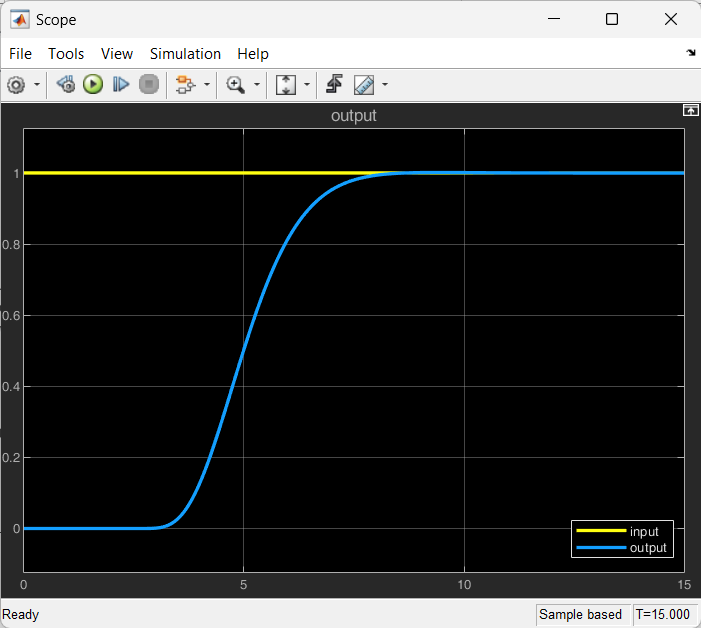 Scope
File Tools View Simulation Help
output
1
0.8
0.6
0.4
0.2
0
input
output
0 5 10 15
Ready Sample based T=15.000